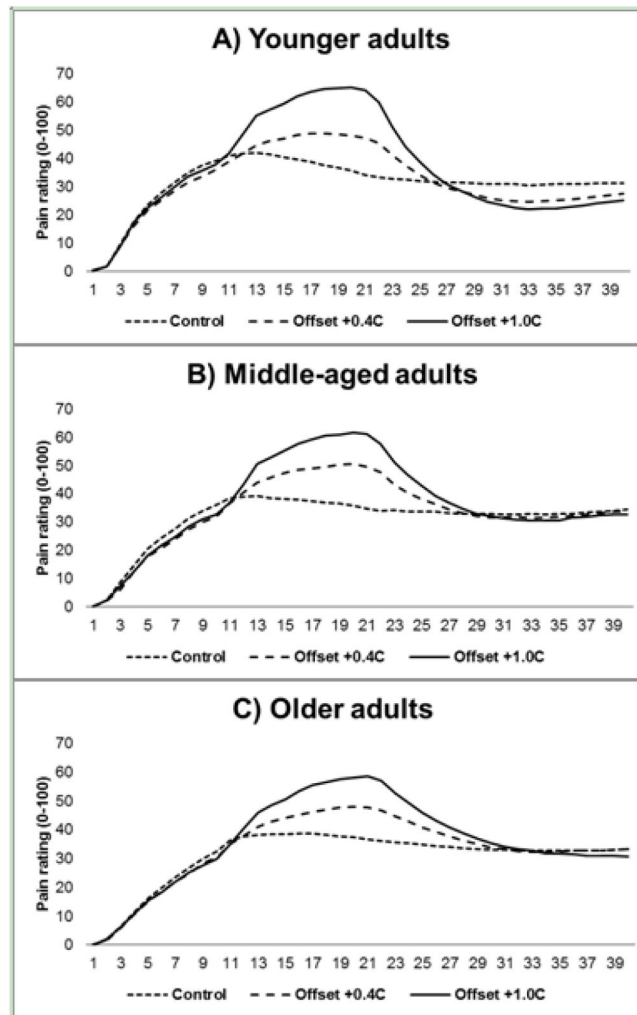 A) Younger adults
70
60
50
40
30
20
10
0
Pain rating (0-100)
1 3 5 7 9 11 13 15 17 19 21 23 25 27 29 31 33 35 37 39
Control Offset +0.4C Offset +1.0C
B) Middle-aged adults
70
60
50
40
30
20
10
0
Pain rating (0-100)
1 3 5 7 9 11 13 15 17 19 21 23 25 27 29 31 33 35 37 39
Control Offset +0.4C Offset +1.0C
C) Older adults
70
60
50
40
30
20
10
0
Pain rating (0-100)
1 3 5 7 9 11 13 15 17 19 21 23 25 27 29 31 33 35 37 39
Control Offset +0.4C Offset +1.0C